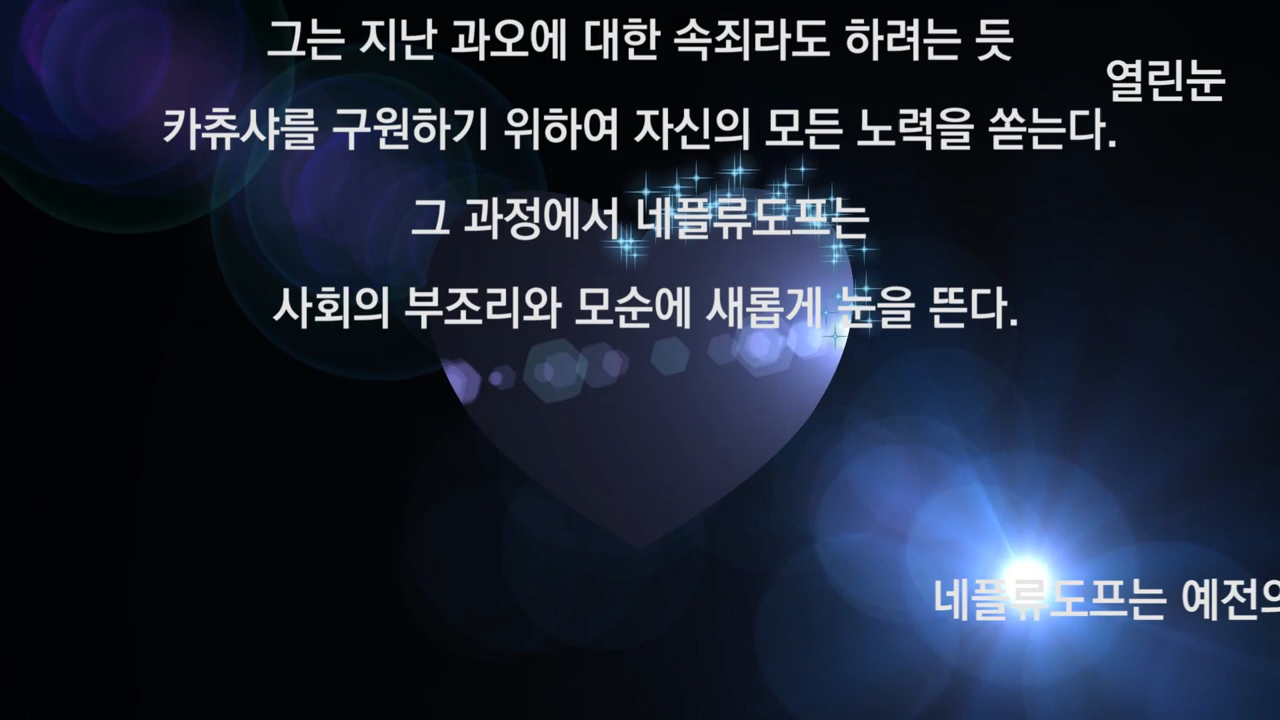 그는 지난 과오에 대한 속죄라도 하려는 듯
열린눈
카츄샤를 구원하기 위하여 자신의 모든 노력을 쏟는다.
그 과정에서 네플류도프는
사회의 부조리와 모순에 새롭게 눈을 뜬다.
네플류도프는